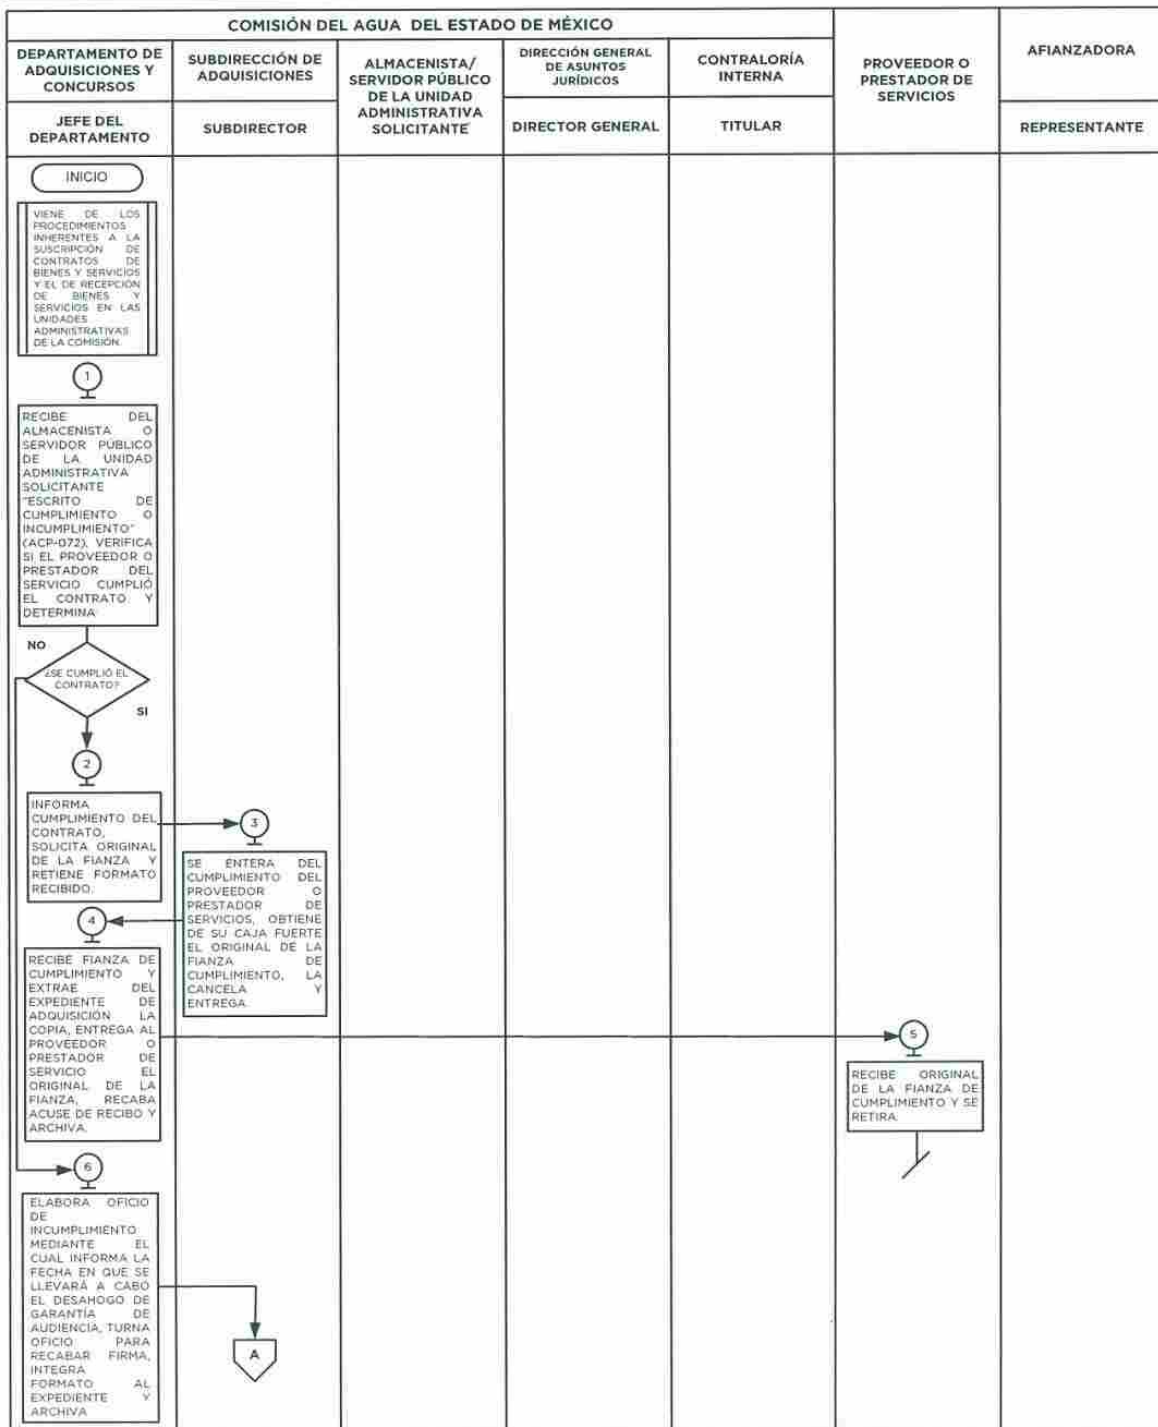 COMISIÓN DEL AGUA DEL ESTADO DE MÉXICO
DEPARTAMENTO DE
ADQUISICIONES Y
CONCURSOS
SUBDIRECCIÓN DE
ADQUISICIONES
ALMACENISTA/
SERVIDOR PÚBLICO
DE LA UNIDAD
ADMINISTRATIVA
SOLICITANTE
DIRECCIÓN GENERAL
DE ASUNTOS
JURÍDICOS
CONTRALORÍA
INTERNA
PROVEEDOR O
PRESTADOR DE
SERVICIOS
AFIANZADORA
JEFE DEL
DEPARTAMENTO
SUBDIRECTOR
DIRECTOR GENERAL
TITULAR
REPRESENTANTE
INICIO
VIENE DE LOS
PROCEDIMIENTOS
INHERENTES A LA
SUSCRIPCIÓN DE
CONTRATOS DE
BIENES Y SERVICIOS
Y EL DE RECEPCIÓN
DE BIENES Y
SERVICIOS EN LAS
UNIDADES
ADMINISTRATIVAS
DE LA COMISIÓN.
1
RECIBE DEL
ALMACENISTA O
SERVIDOR PÚBLICO
DE LA UNIDAD
ADMINISTRATIVA
SOLICITANTE
"ESCRITO DE
CUMPLIMIENTO O
INCUMPLIMIENTO"
(ACP-072), VERIFICA
SI EL PROVEEDOR O
PRESTADOR DEL
SERVICIO CUMPLIÓ
EL CONTRATO Y
DETERMINA:
NO
¿SE CUMPLIÓ EL
CONTRATO?
SI
2
INFORMA
CUMPLIMIENTO DEL
CONTRATO,
SOLICITA ORIGINAL
DE LA FIANZA Y
RETIENE FORMATO
RECIBIDO.
3
SE ENTERA DEL
CUMPLIMIENTO DEL
PROVEEDOR O
PRESTADOR DE
SERVICIOS, OBTIENE
DE SU CAJA FUERTE
EL ORIGINAL DE LA
FIANZA DE
CUMPLIMIENTO, LA
CANCELA Y
ENTREGA.
4
RECIBE FIANZA DE
CUMPLIMIENTO Y
EXTRAE DEL
EXPEDIENTE DE
ADQUISICIÓN LA
COPIA, ENTREGA AL
PROVEEDOR O
PRESTADOR DE
SERVICIO EL
ORIGINAL DE LA
FIANZA, RECABA
ACUSE DE RECIBO Y
ARCHIVA.
5
RECIBE ORIGINAL
DE LA FIANZA DE
CUMPLIMIENTO Y SE
RETIRA.
6
ELABORA OFICIO
DE
INCUMPLIMIENTO
MEDIANTE EL
CUAL INFORMA LA
FECHA EN QUE SE
LLEVARÁ A CABO
EL DESAHOGO DE
GARANTÍA DE
AUDIENCIA, TURNA
OFICIO PARA
RECABAR FIRMA,
INTEGRA
FORMATO AL
EXPEDIENTE Y
ARCHIVA
A